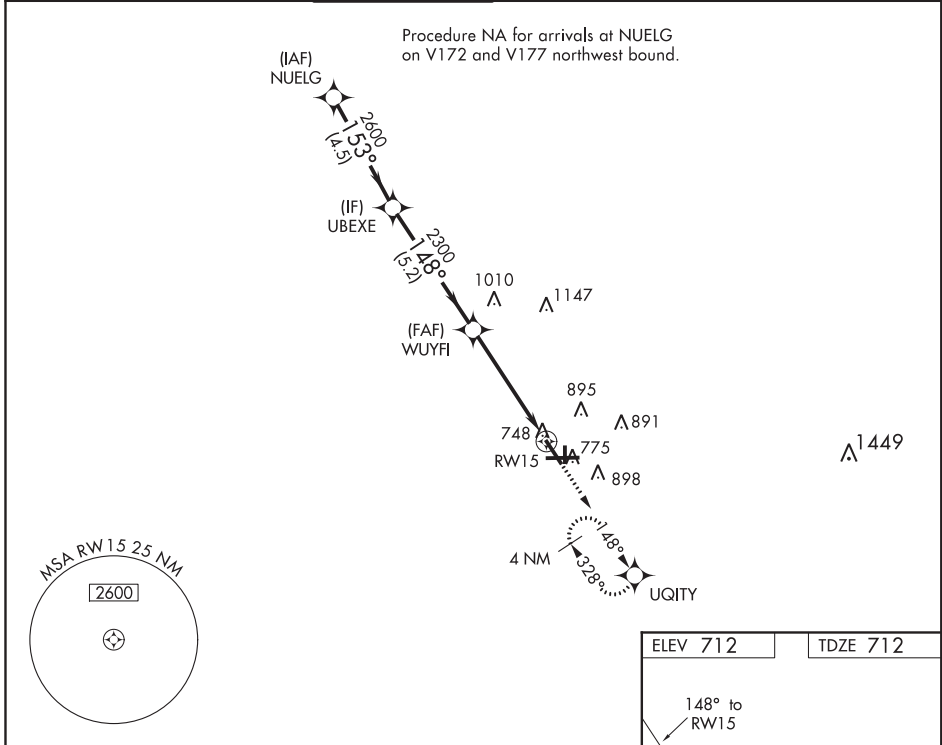 Procedure NA for arrivals at NUELG
on V172 and V177 northwest bound.
(IAF)
NUELG
2600
153°
(4.5)
(IF)
UBEXE
2300
148°
(5.2)
1010
1147
(FAF)
WUYFI
895
891
748
775
RW15
898
1449
4 NM
148°
328°
UQITY
MSA RW15 25 NM
2600
ELEV 712
TDZE 712
148° to
RW15